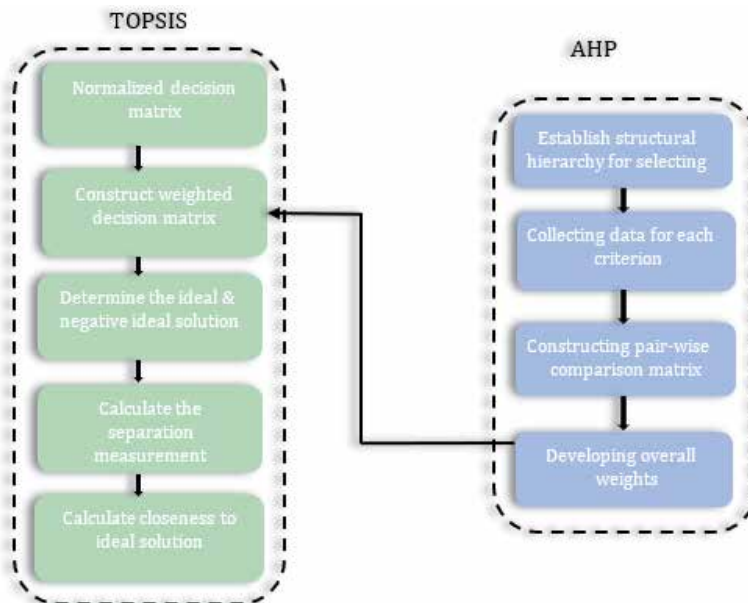 TOPSIS
Normalized decision
matrix
Construct weighted
decision matrix
Determine the ideal &
negative ideal solution
Calculate the
separation
measurement
Calculate closeness to
ideal solution
AHP
Establish structural
hierarchy for selecting
Collecting data for each
criterion
Constructing pair-wise
comparison matrix
Developing overall
weights